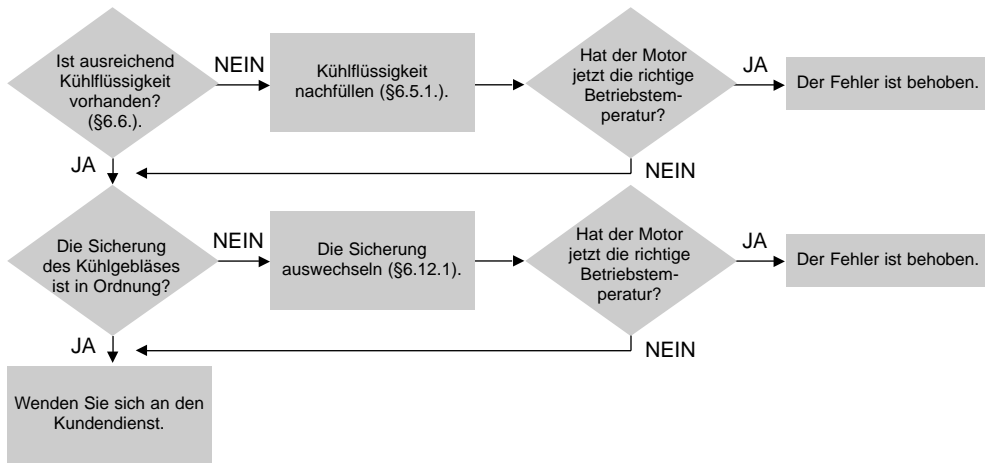 Ist ausreichend
Kühlflüssigkeit
vorhanden?
(§6.6.).
NEIN
Kühlflüssigkeit
nachfüllen (§6.5.1.).
Hat der Motor
jetzt die richtige
Betriebstem-
peratur?
JA
Der Fehler ist behoben.
JA
NEIN
Die Sicherung
des Kühlgebläses
ist in Ordnung?
NEIN
Die Sicherung
auswechseln (§6.12.1).
Hat der Motor
jetzt die richtige
Betriebstem-
peratur?
JA
Der Fehler ist behoben.
JA
NEIN
Wenden Sie sich an den
Kundendienst.